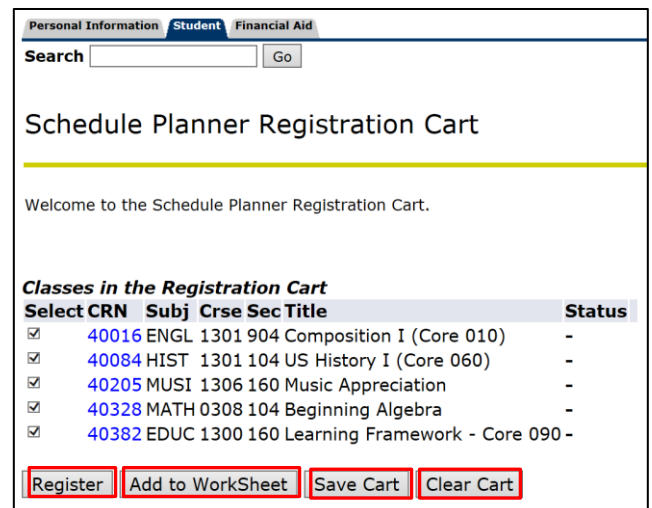 Personal Information Student Financial Aid
Search Go
Schedule Planner Registration Cart
Welcome to the Schedule Planner Registration Cart.
Classes in the Registration Cart
Select CRN Subj Crse Sec Title Status
40016 ENGL 1301 904 Composition I (Core 010) -
40084 HIST 1301 104 US History I (Core 060) -
40205 MUSI 1306 160 Music Appreciation -
40328 MATH 0308 104 Beginning Algebra -
40382 EDUC 1300 160 Learning Framework - Core 090 -
Register Add to WorkSheet Save Cart Clear Cart